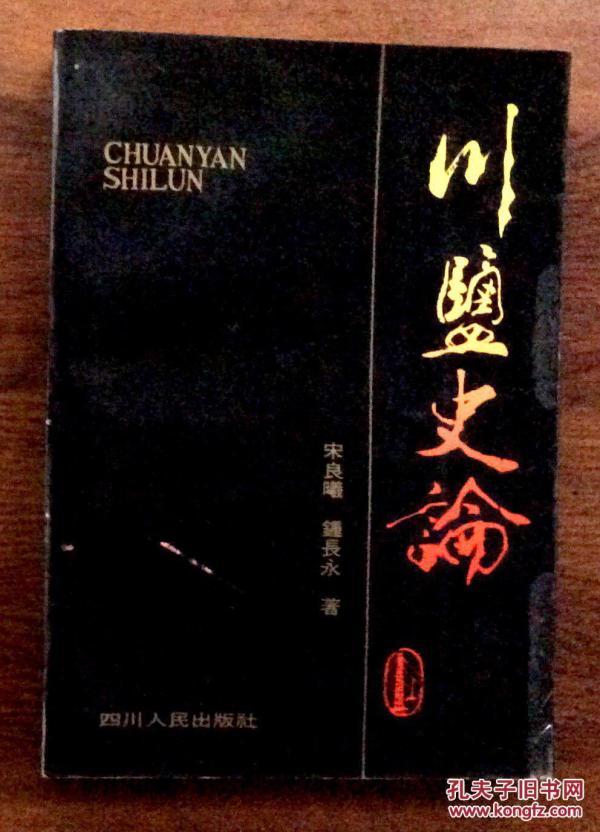 CHUANYAN
SHILUN
川鹽史論
宋良曦 鍾長永 著
四川人民出版社
孔夫子旧书网
www.kongfz.com